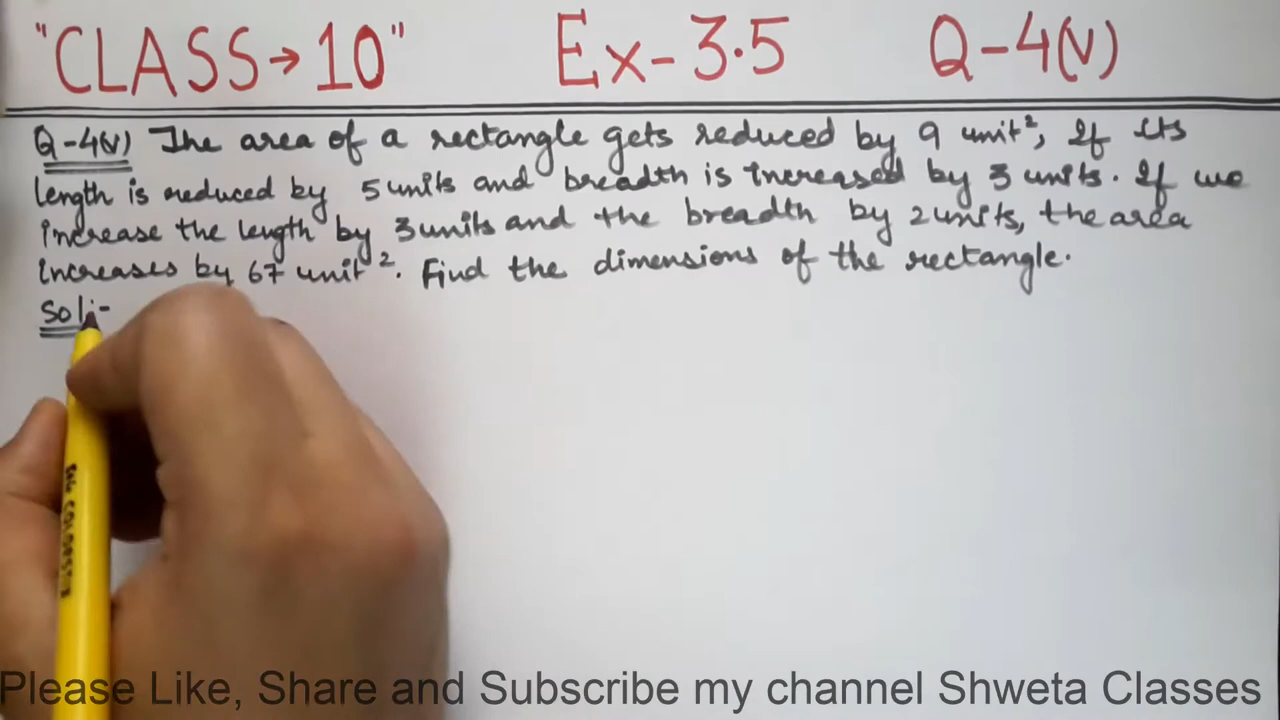 "CLASS → 10" Ex-3.5 Q-4(V)
Q-4(V) The area of a rectangle gets reduced by 9 unit², If its
length is reduced by 5 units and breadth is increased by 3 units. If we
increase the length by 3 units and the breadth by 2 units, the area
increases by 67 unit². Find the dimensions of the rectangle.
Sol:-
Please Like, Share and Subscribe my channel Shweta Classes